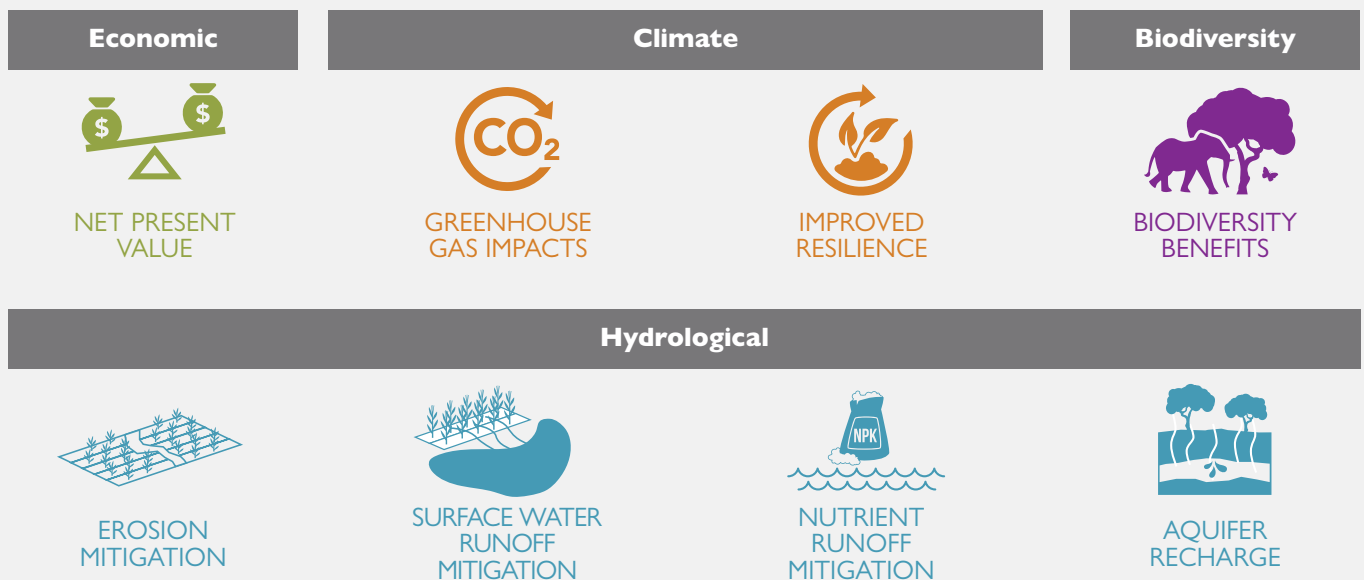 Economic
Climate
Biodiversity
$
$
CO2
NET PRESENT
VALUE
GREENHOUSE
GAS IMPACTS
IMPROVED
RESILIENCE
BIODIVERSITY
BENEFITS
Hydrological
NPK
EROSION
MITIGATION
SURFACE WATER
RUNOFF
MITIGATION
NUTRIENT
RUNOFF
MITIGATION
AQUIFER
RECHARGE